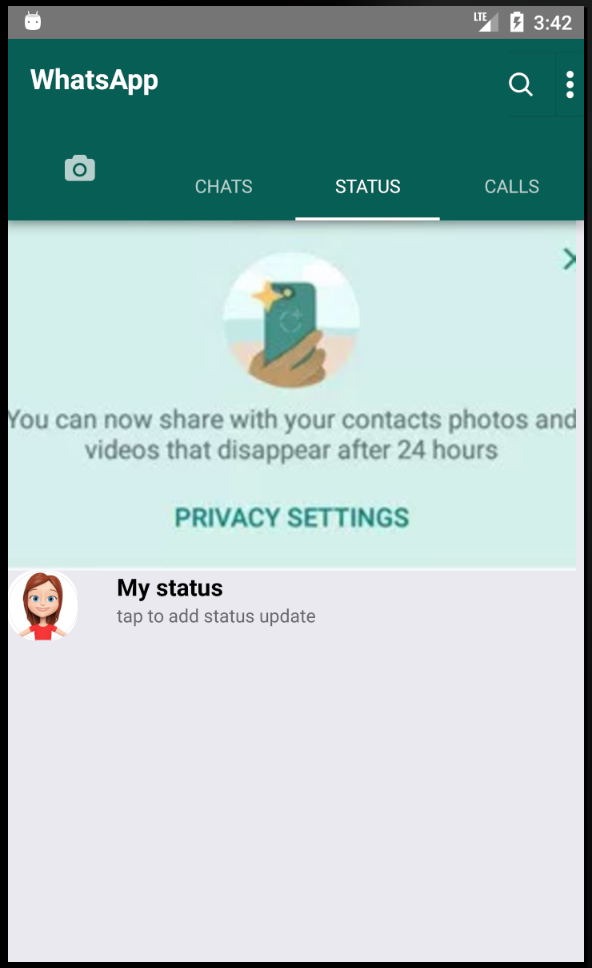 LTE 3:42
WhatsApp
CHATS STATUS CALLS
You can now share with your contacts photos and
videos that disappear after 24 hours
PRIVACY SETTINGS
My status
tap to add status update